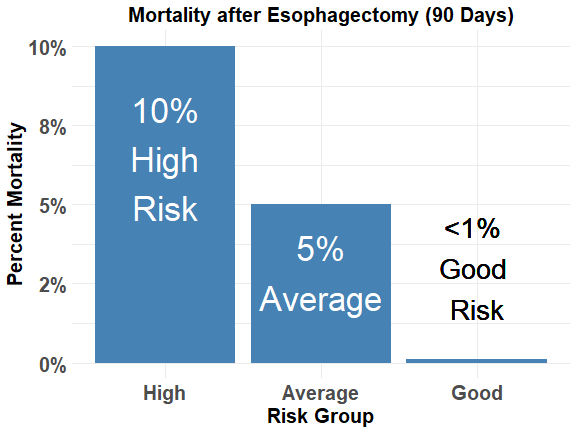 Mortality after Esophagectomy (90 Days)
Percent Mortality
10%
8%
5%
2%
0%
10%
High
Risk
5%
Average
<1%
Good
Risk
High
Average
Good
Risk Group